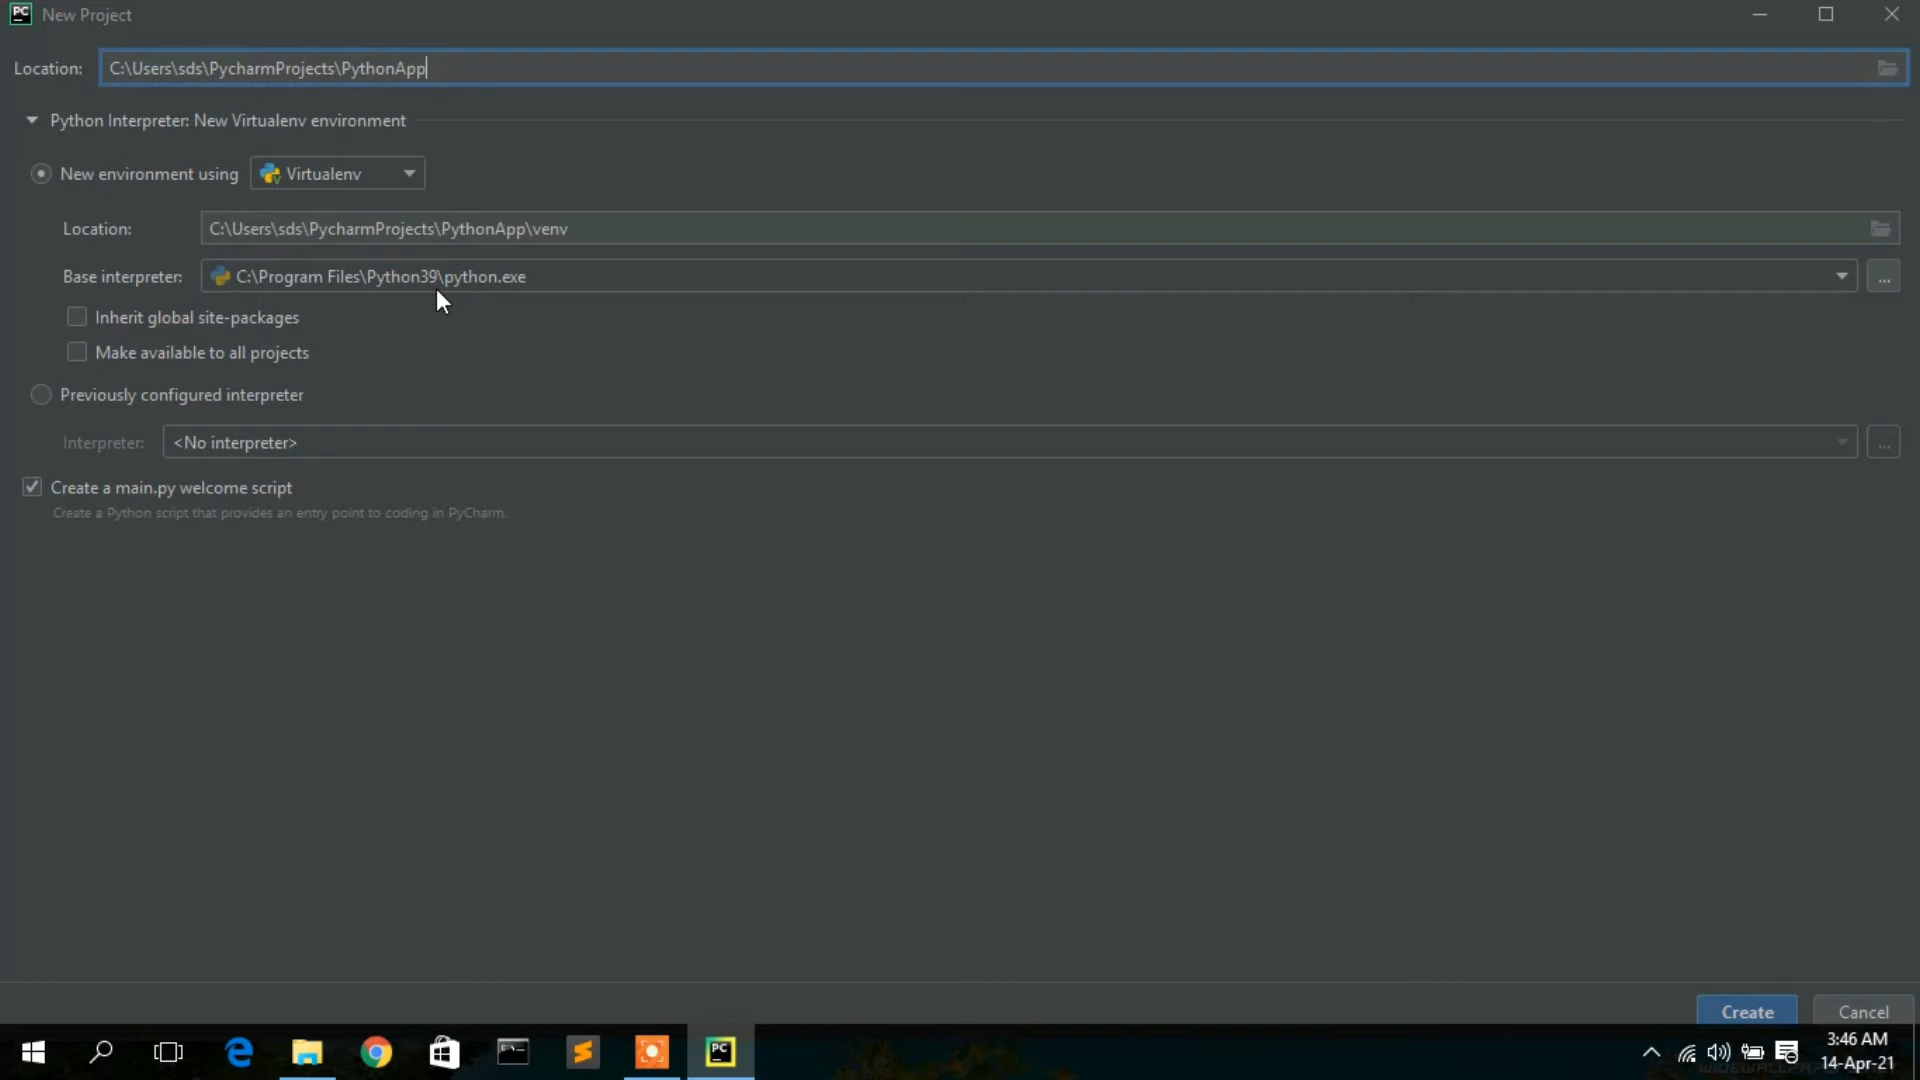 PC New Project
Location: C:\Users\sds\PycharmProjects\PythonApp
Python Interpreter: New Virtualenv environment
New environment using Virtualenv
Location: C:\Users\sds\PycharmProjects\PythonApp\venv
Base interpreter: C:\Program Files\Python39\python.exe ...
Inherit global site-packages
Make available to all projects
Previously configured interpreter
Interpreter: <No interpreter> ...
Create a main.py welcome script
Create a Python script that provides an entry point to coding in PyCharm.
Create Cancel
PC 3:46 AM
14-Apr-21